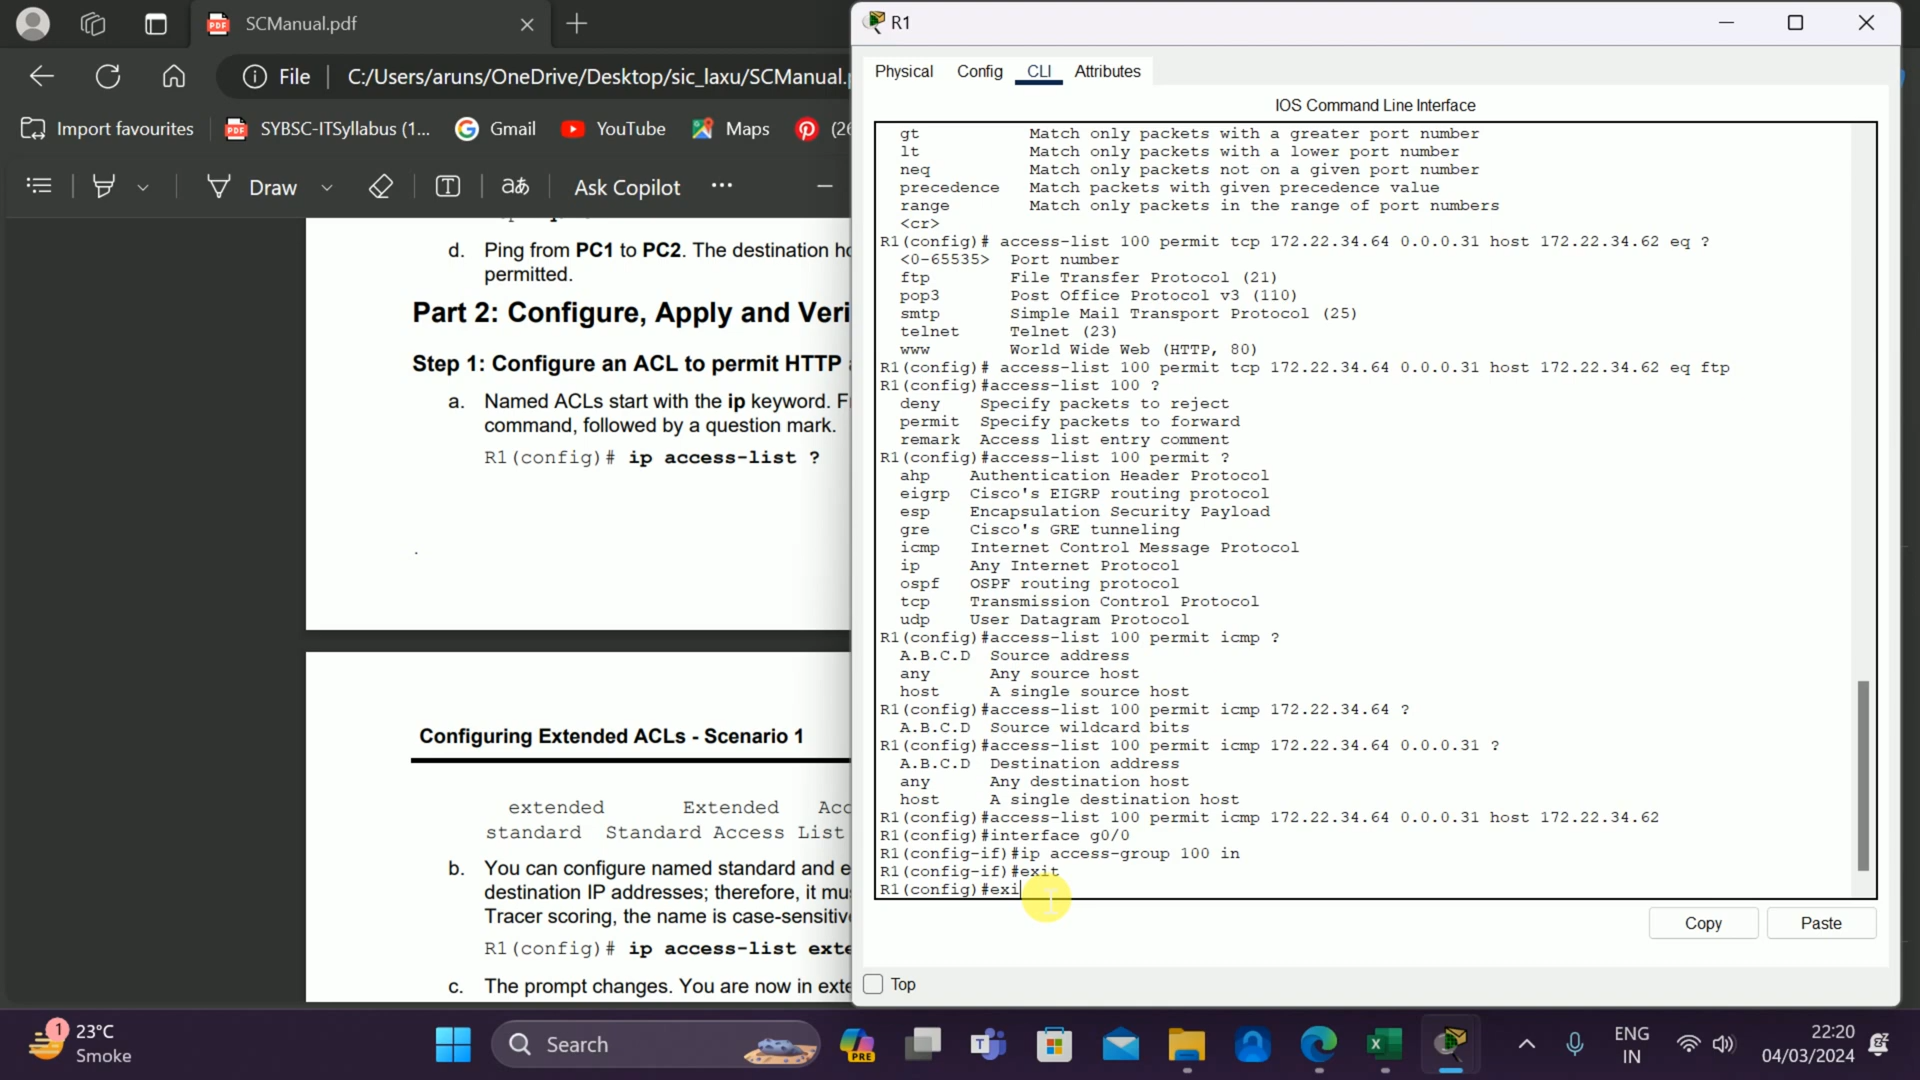 SCManual.pdf
File
C:/Users/aruns/OneDrive/Desktop/sic_laxu/SCManual.
Import favourites
SYBSC-ITSyllabus (1...
Gmail
YouTube
Maps
Draw
aあ
Ask Copilot
...
d. Ping from PC1 to PC2. The destination
permitted.
Part 2: Configure, Apply and
Step 1: Configure an ACL to permit HTTP
a. Named ACLs start with the ip keyword.
command, followed by a question mark.
R1(config)# ip access-list ?
.
Configuring Extended ACLs - Scenario 1
extended Extended
standard Standard Access List
b. You can configure named standard and
destination IP addresses; therefore, it
Tracer scoring, the name is
R1(config)# ip access-list
c. The prompt changes. You are now in
R1
Physical
Config
CLI
Attributes
IOS Command Line Interface
gt Match only packets with a greater port number
lt Match only packets with a lower port number
neq Match only packets not on a given port number
precedence Match packets with given precedence value
range Match only packets in the range of port numbers
<cr>
R1(config)# access-list 100 permit tcp 172.22.34.64 0.0.0.31 host 172.22.34.62 eq ?
<0-65535> Port number
ftp File Transfer Protocol (21)
pop3 Post Office Protocol v3 (110)
smtp Simple Mail Transport Protocol (25)
telnet Telnet (23)
www World Wide Web (HTTP, 80)
R1(config)# access-list 100 permit tcp 172.22.34.64 0.0.0.31 host 172.22.34.62 eq ftp
R1(config)#access-list 100 ?
deny Specify packets to reject
permit Specify packets to forward
remark Access list entry comment
R1(config)#access-list 100 permit ?
ahp Authentication Header Protocol
eigrp Cisco's EIGRP routing protocol
esp Encapsulation Security Payload
gre Cisco's GRE tunneling
icmp Internet Control Message Protocol
ip Any Internet Protocol
ospf OSPF routing protocol
tcp Transmission Control Protocol
udp User Datagram Protocol
R1(config)#access-list 100 permit icmp ?
A.B.C.D Source address
any Any source host
host A single source host
R1(config)#access-list 100 permit icmp 172.22.34.64 ?
A.B.C.D Source wildcard bits
R1(config)#access-list 100 permit icmp 172.22.34.64 0.0.0.31 ?
A.B.C.D Destination address
any Any destination host
host A single destination host
R1(config)#access-list 100 permit icmp 172.22.34.64 0.0.0.31 host 172.22.34.62
R1(config)#interface g0/0
R1(config-if)#ip access-group 100 in
R1(config-if)#exit
R1(config)#exi
Copy
Paste
Top
1
23°C
Smoke
Search
PRE
ENG
IN
22:20
04/03/2024